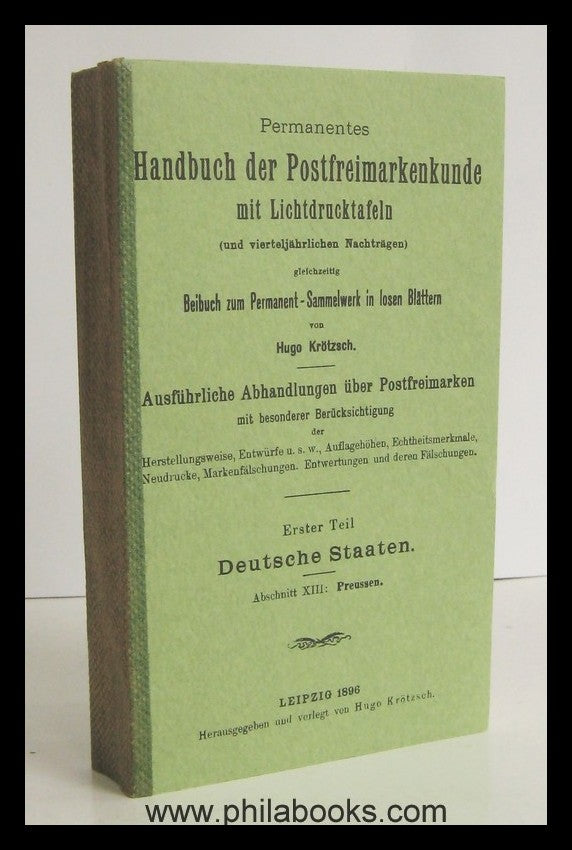 Permanentes
Handbuch der Postfreimarkenkunde
mit Lichtdrucktafeln
(und vierteljährlichen Nachträgen)
gleichzeitig
Beibuch zum Permanent-Sammelwerk in losen Blättern
von
Hugo Krötzsch.
Ausführliche Abhandlungen über Postfreimarken
mit besonderer Berücksichtigung
der
Herstellungsweise, Entwürfe u. s. w., Auflagehöhen, Echtheitsmerkmale,
Neudrucke, Markenfälschungen. Entwertungen und deren Fälschungen.
Erster Teil
Deutsche Staaten.
Abschnitt XIII: Preussen.
LEIPZIG 1896
Herausgegeben und verlegt von Hugo Krötzsch.
www.philabooks.com